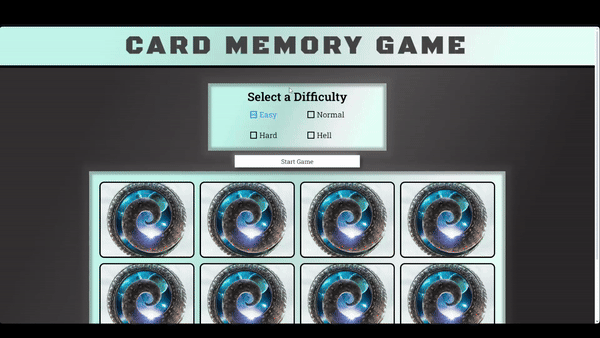 CARD MEMORY GAME
Select a Difficulty
Easy Normal
Hard Hell
Start Game